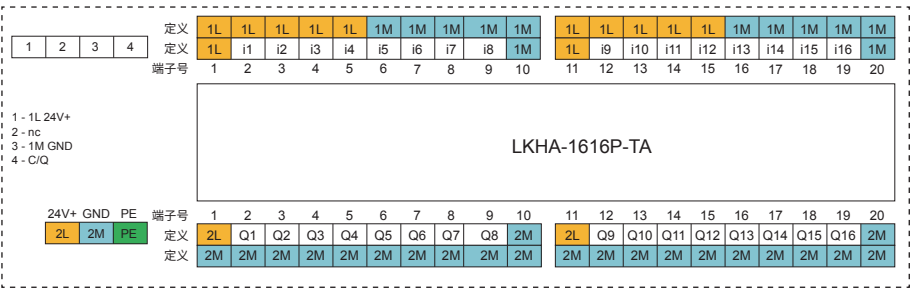 定义 1L 1L 1L 1L 1L 1M 1M 1M 1M 1M 1L 1L 1L 1L 1L 1M 1M 1M 1M 1M
1 2 3 4 定义 1L i1 i2 i3 i4 i5 i6 i7 i8 1M 1L i9 i10 i11 i12 i13 i14 i15 i16 1M
端子号 1 2 3 4 5 6 7 8 9 10 11 12 13 14 15 16 17 18 19 20
1 - 1L 24V+
2 - nc
3 - 1M GND
4 - C/Q
LKHA-1616P-TA
24V+ GND PE 端子号 1 2 3 4 5 6 7 8 9 10 11 12 13 14 15 16 17 18 19 20
2L 2M PE 定义 2L Q1 Q2 Q3 Q4 Q5 Q6 Q7 Q8 2M 2L Q9 Q10 Q11 Q12 Q13 Q14 Q15 Q16 2M
定义 2M 2M 2M 2M 2M 2M 2M 2M 2M 2M 2M 2M 2M 2M 2M 2M 2M 2M 2M 2M